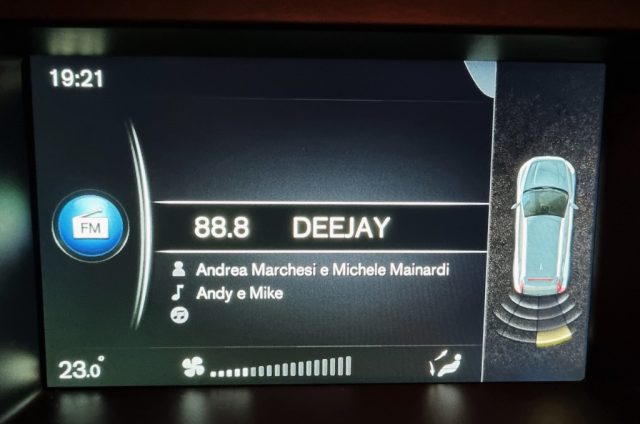 19:21
FM
88.8 DEEJAY
Andrea Marchesi e Michele Mainardi
Andy e Mike
23.0°